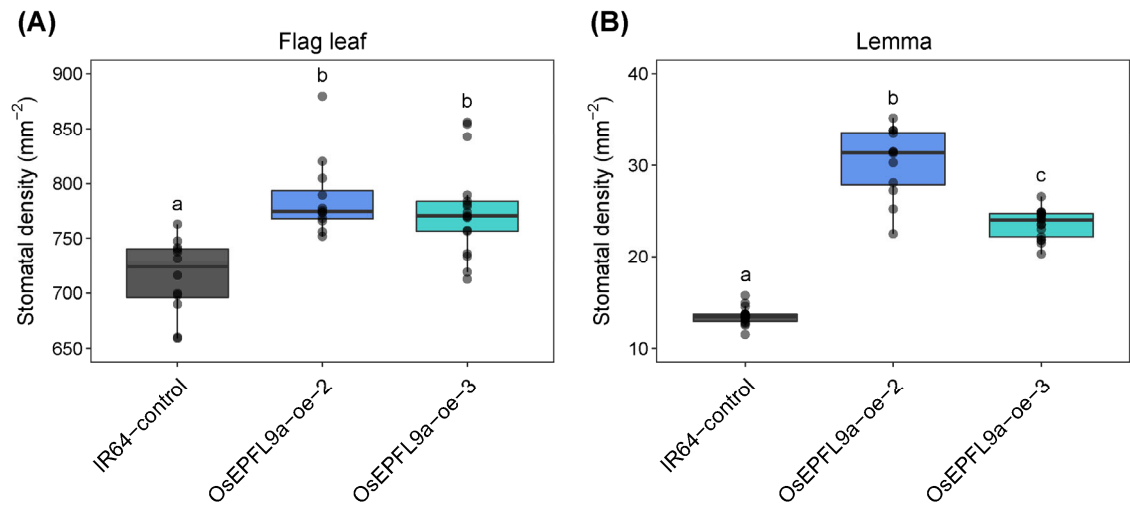 (A)
Flag leaf
Stomatal density (mm−2)
900
850
800
750
700
650
a
b
b
IR64−control
OsEPFL9a−oe−2
OsEPFL9a−oe−3
(B)
Lemma
Stomatal density (mm−2)
40
30
20
10
a
b
c
IR64−control
OsEPFL9a−oe−2
OsEPFL9a−oe−3